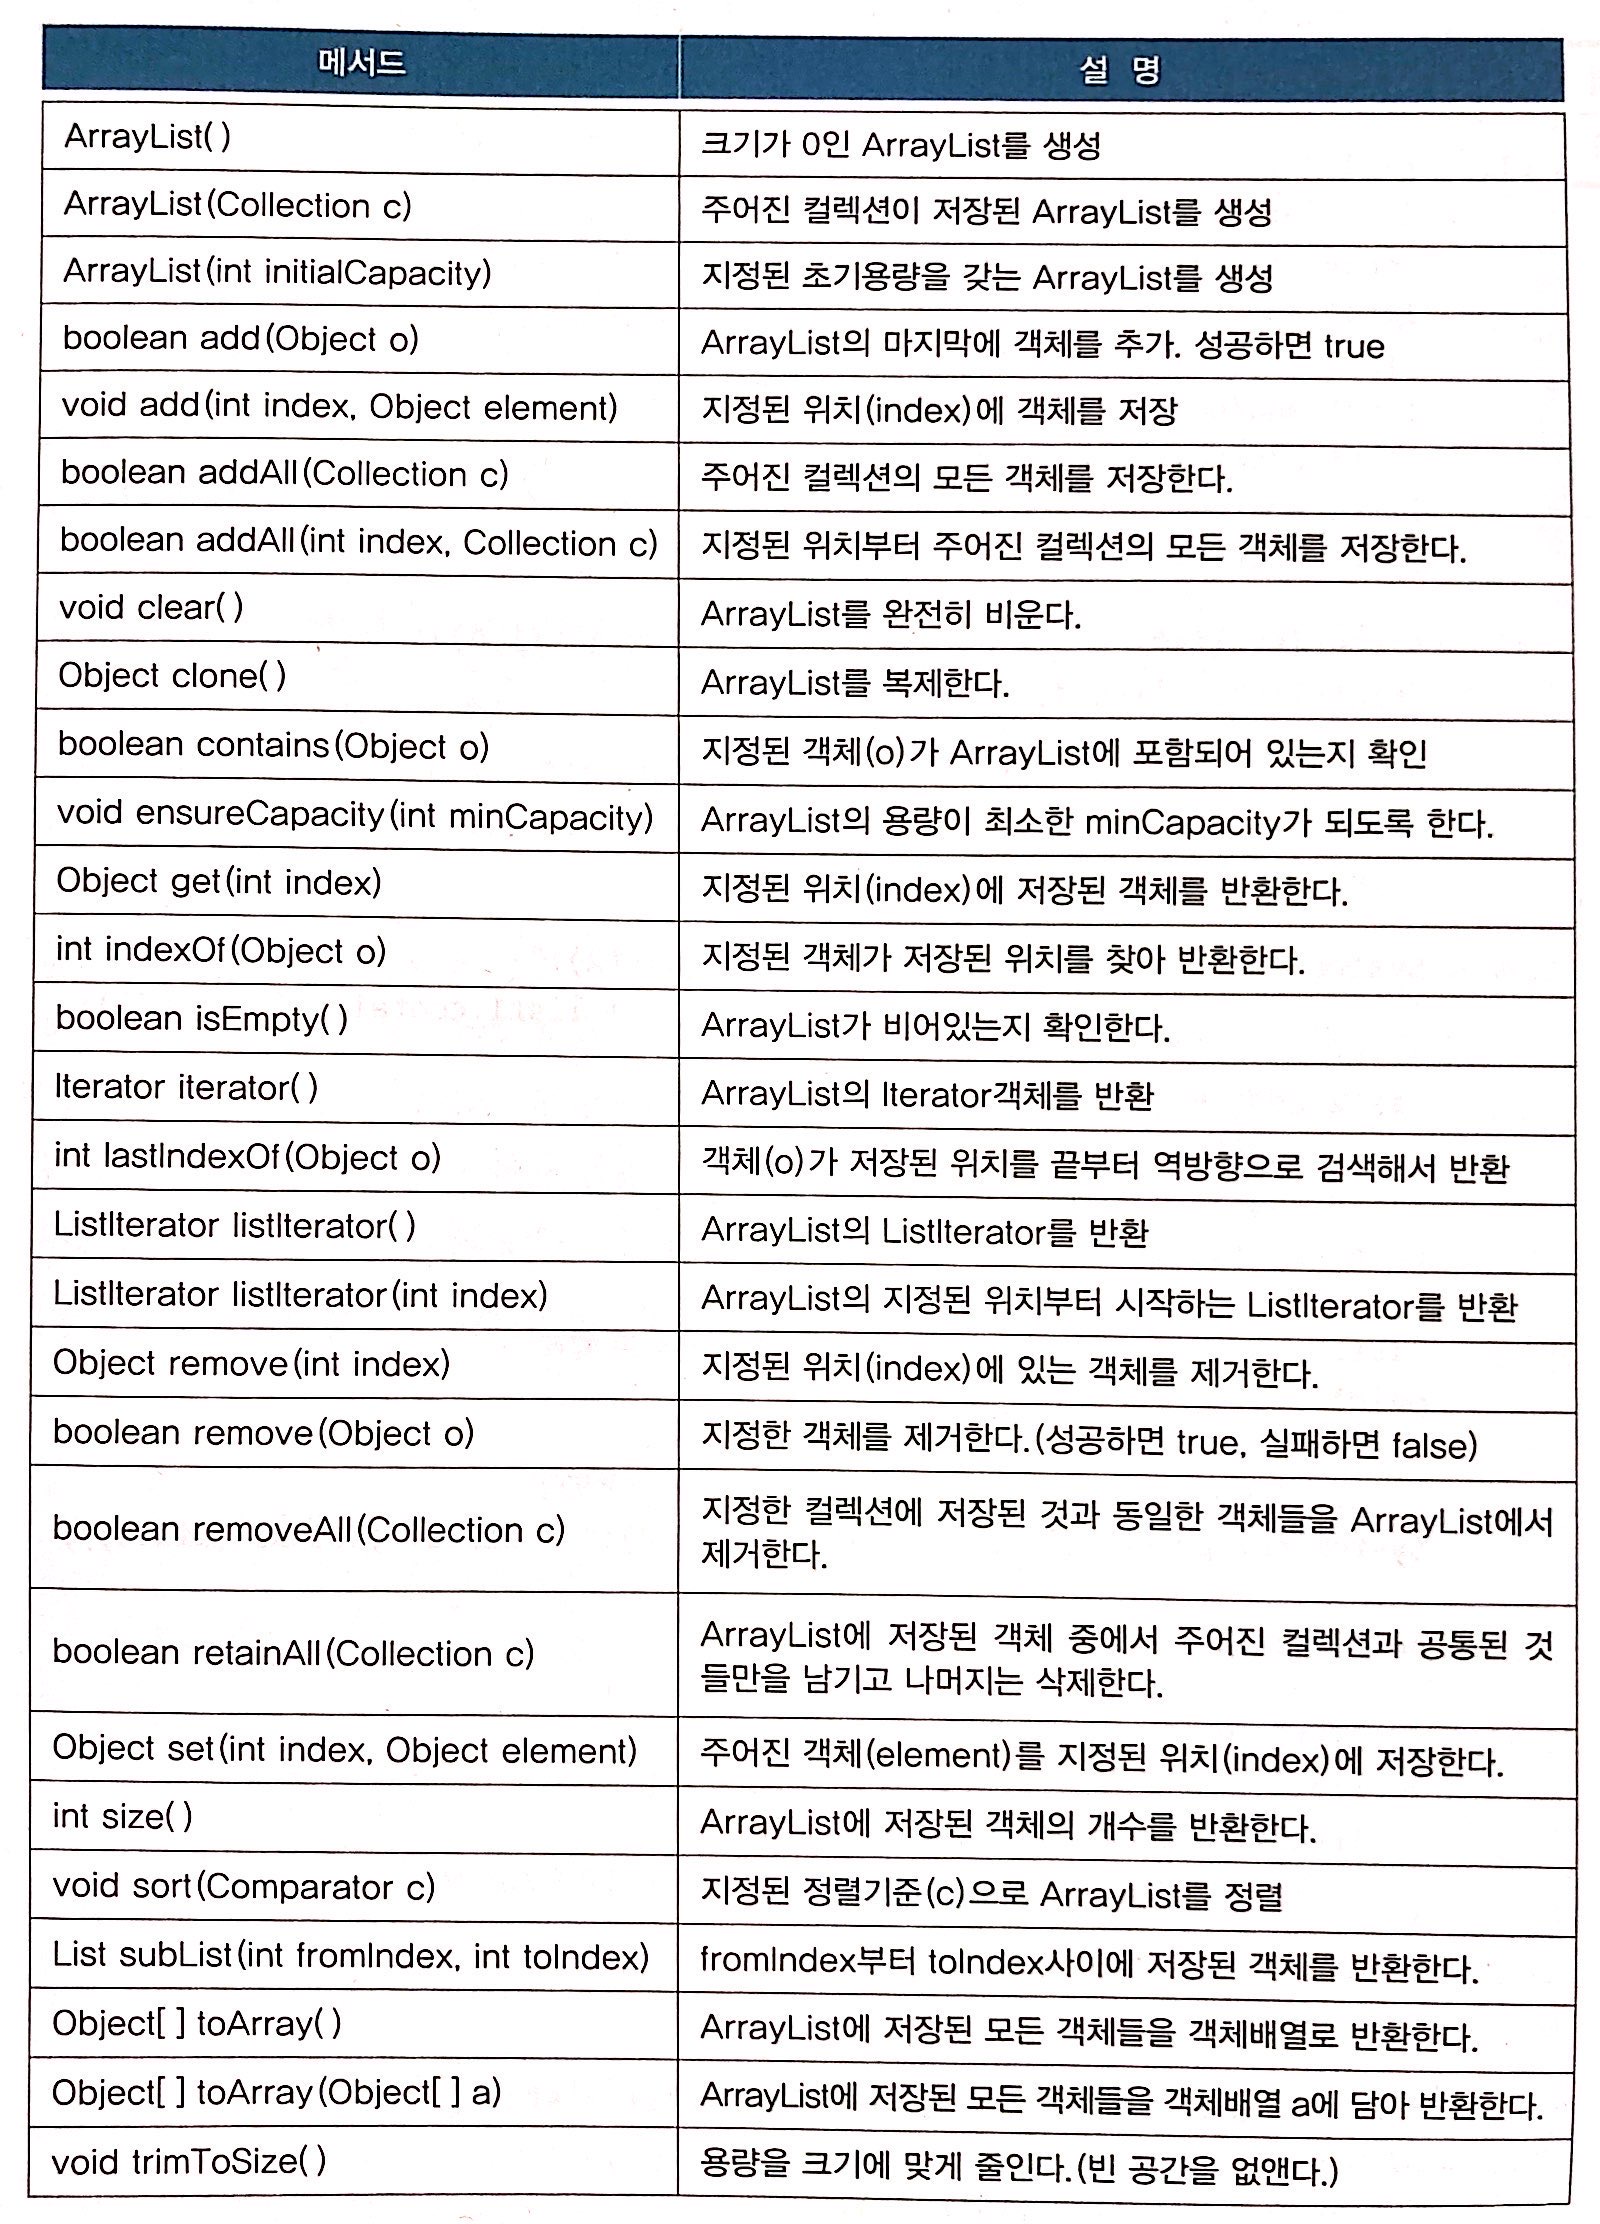 메서드 설 명
ArrayList( ) 크기가 0인 ArrayList를 생성
ArrayList(Collection c) 주어진 컬렉션이 저장된 ArrayList를 생성
ArrayList(int initialCapacity) 지정된 초기용량을 갖는 ArrayList를 생성
boolean add(Object o) ArrayList의 마지막에 객체를 추가. 성공하면 true
void add(int index, Object element) 지정된 위치(index)에 객체를 저장
boolean addAll(Collection c) 주어진 컬렉션의 모든 객체를 저장한다.
boolean addAll(int index, Collection c) 지정된 위치부터 주어진 컬렉션의 모든 객체를 저장한다.
void clear( ) ArrayList를 완전히 비운다.
Object clone( ) ArrayList를 복제한다.
boolean contains(Object o) 지정된 객체(o)가 ArrayList에 포함되어 있는지 확인
void ensureCapacity(int minCapacity) ArrayList의 용량이 최소한 minCapacity가 되도록 한다.
Object get(int index) 지정된 위치(index)에 저장된 객체를 반환한다.
int indexOf(Object o) 지정된 객체가 저장된 위치를 찾아 반환한다.
boolean isEmpty( ) ArrayList가 비어있는지 확인한다.
Iterator iterator( ) ArrayList의 Iterator객체를 반환
int lastIndexOf(Object o) 객체(o)가 저장된 위치를 끝부터 역방향으로 검색해서 반환
ListIterator listIterator( ) ArrayList의 ListIterator를 반환
ListIterator listIterator(int index) ArrayList의 지정된 위치부터 시작하는 ListIterator를 반환
Object remove(int index) 지정된 위치(index)에 있는 객체를 제거한다.
boolean remove(Object o) 지정한 객체를 제거한다.(성공하면 true, 실패하면 false)
boolean removeAll(Collection c) 지정한 컬렉션에 저장된 것과 동일한 객체들을 ArrayList에서
제거한다.
boolean retainAll(Collection c) ArrayList에 저장된 객체 중에서 주어진 컬렉션과 공통된 것
들만을 남기고 나머지는 삭제한다.
Object set(int index, Object element) 주어진 객체(element)를 지정된 위치(index)에 저장한다.
int size( ) ArrayList에 저장된 객체의 개수를 반환한다.
void sort(Comparator c) 지정된 정렬기준(c)으로 ArrayList를 정렬
List subList(int fromIndex, int toIndex) fromIndex부터 toIndex사이에 저장된 객체를 반환한다.
Object[ ] toArray( ) ArrayList에 저장된 모든 객체들을 객체배열로 반환한다.
Object[ ] toArray(Object[ ] a) ArrayList에 저장된 모든 객체들을 객체배열 a에 담아 반환한다.
void trimToSize( ) 용량을 크기에 맞게 줄인다.(빈 공간을 없앤다.)